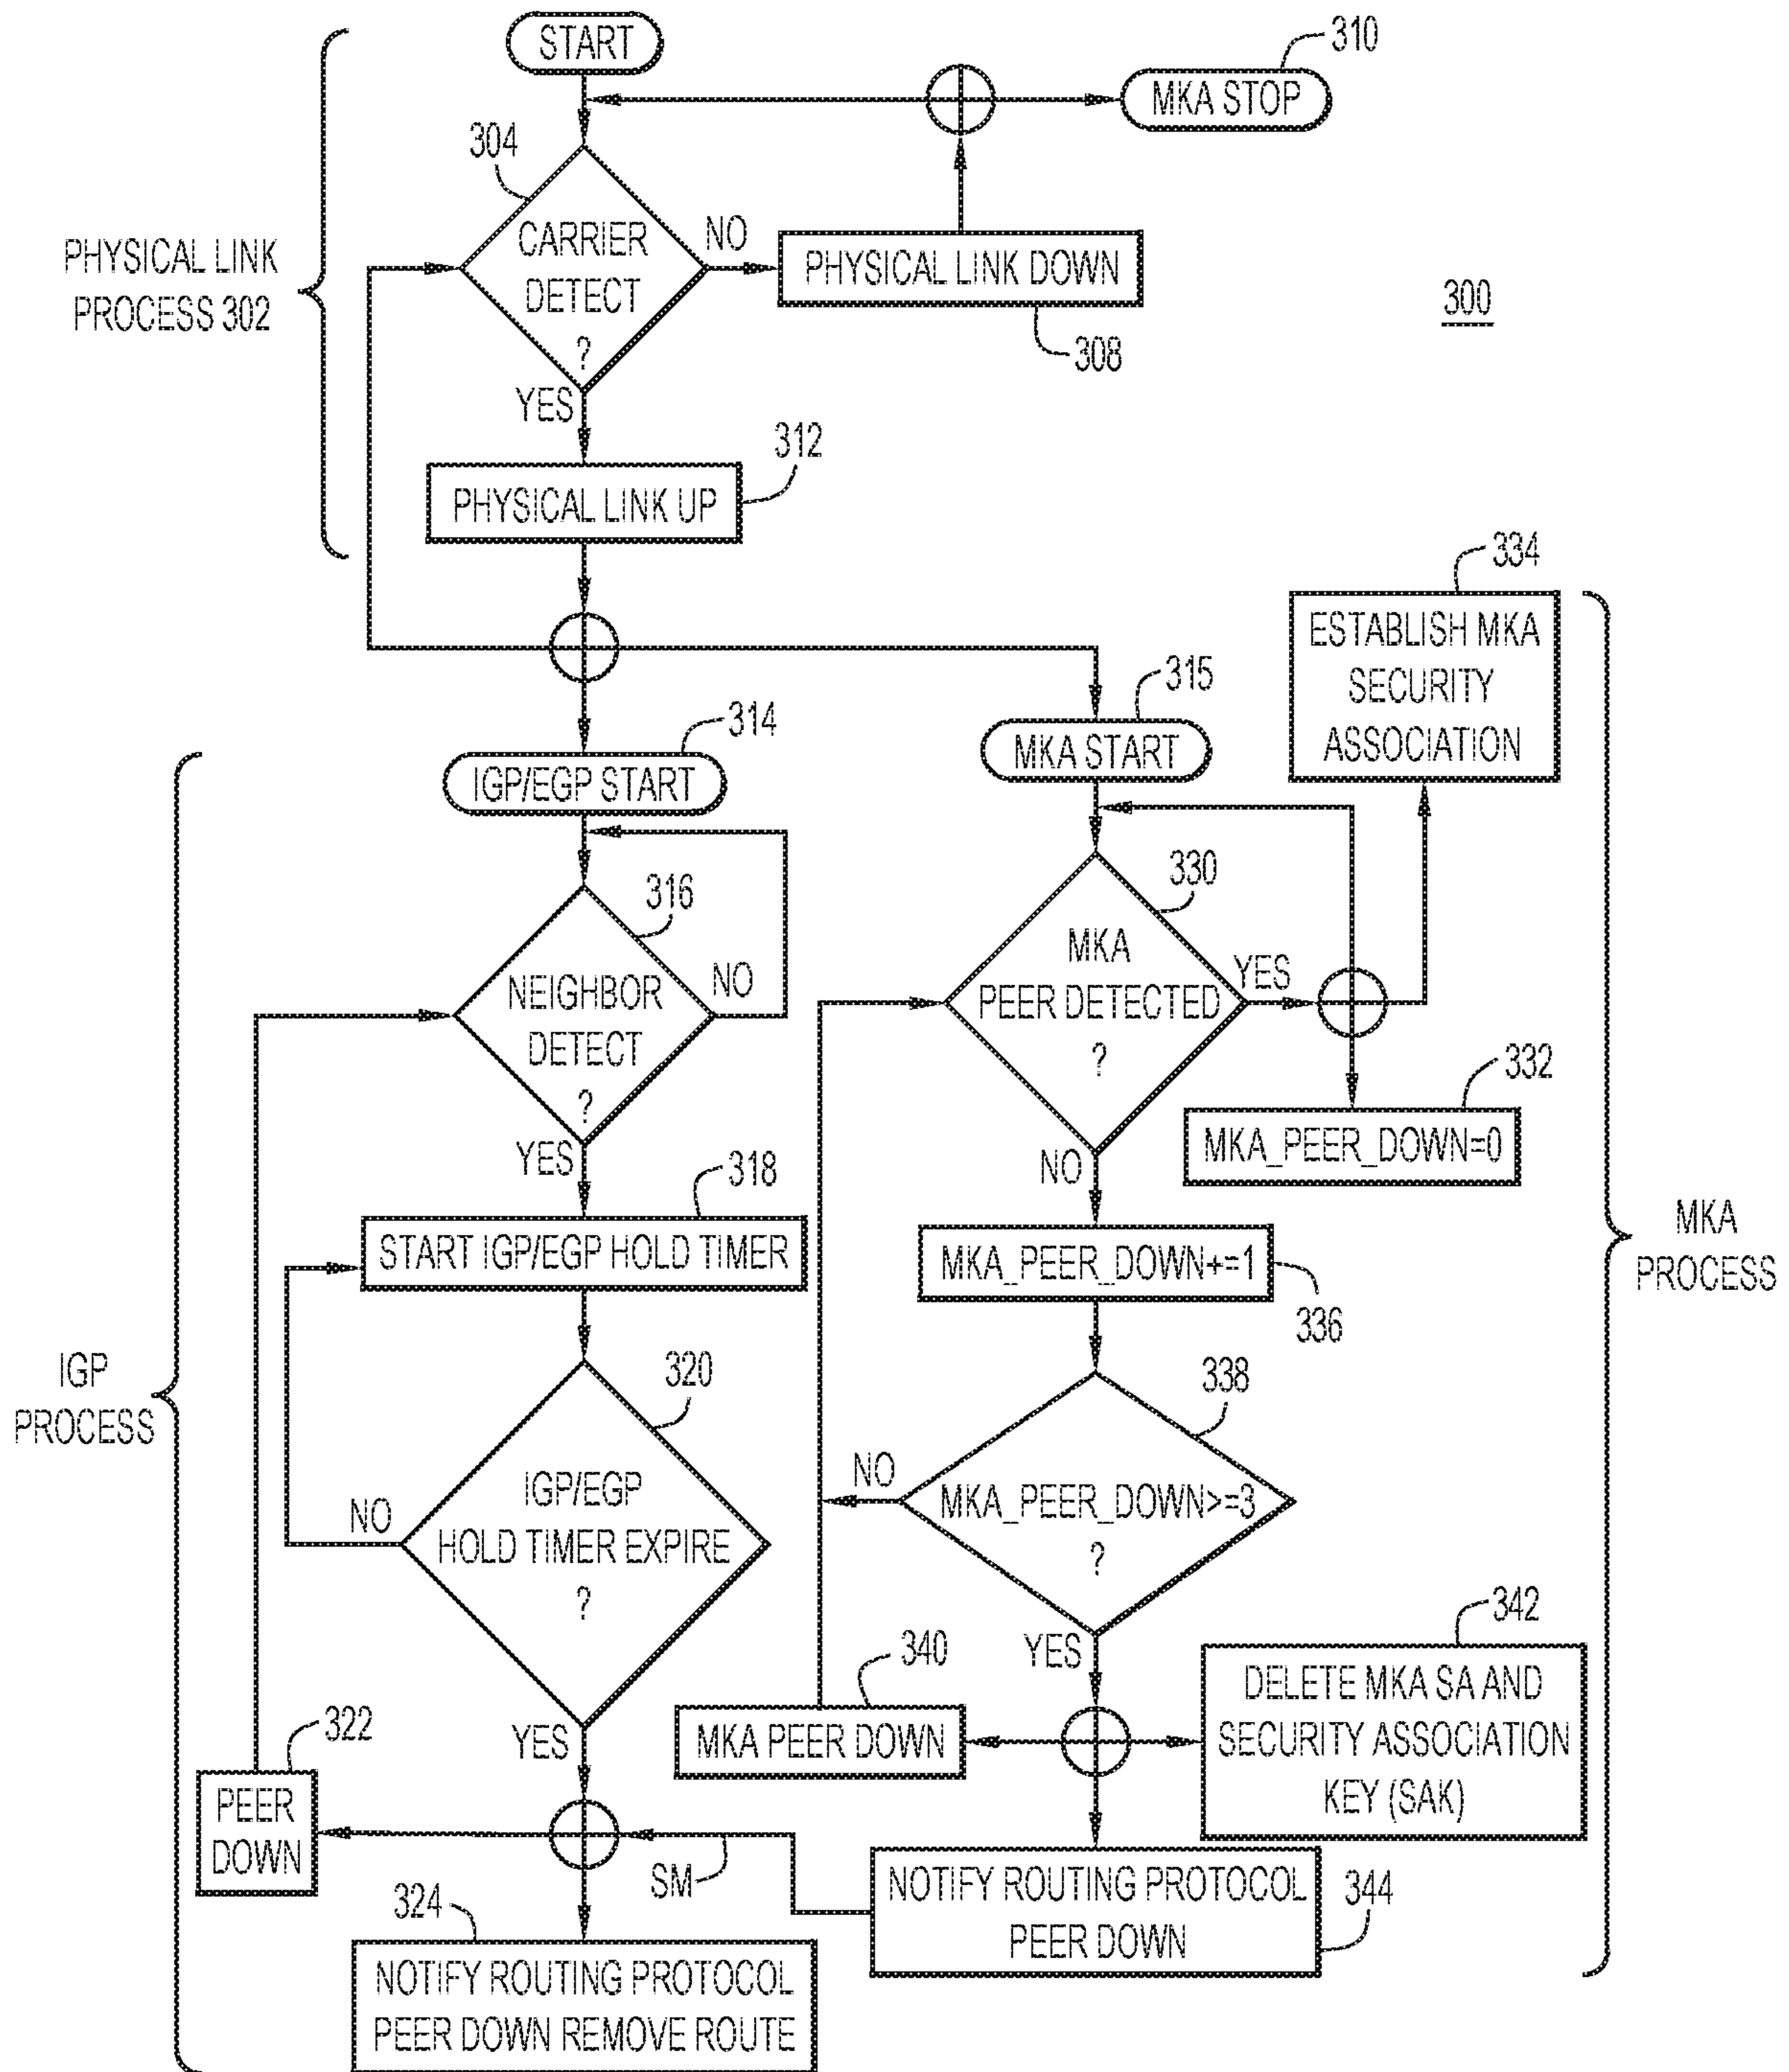 START
310
MKA STOP
304
CARRIER
DETECT
?
NO
PHYSICAL LINK DOWN
308
PHYSICAL LINK
PROCESS 302
300
YES
312
PHYSICAL LINK UP
334
ESTABLISH MKA
SECURITY
ASSOCIATION
314
IGP/EGP START
315
MKA START
316
NEIGHBOR
DETECT
?
NO
YES
330
MKA
PEER DETECTED
?
YES
332
MKA_PEER_DOWN=0
NO
318
START IGP/EGP HOLD TIMER
MKA_PEER_DOWN+=1
336
MKA
PROCESS
IGP
PROCESS
320
IGP/EGP
HOLD TIMER EXPIRE
?
NO
YES
338
MKA_PEER_DOWN>=3
?
NO
YES
340
MKA PEER DOWN
342
DELETE MKA SA AND
SECURITY ASSOCIATION
KEY (SAK)
322
PEER
DOWN
SM
NOTIFY ROUTING PROTOCOL
PEER DOWN
344
324
NOTIFY ROUTING PROTOCOL
PEER DOWN REMOVE ROUTE